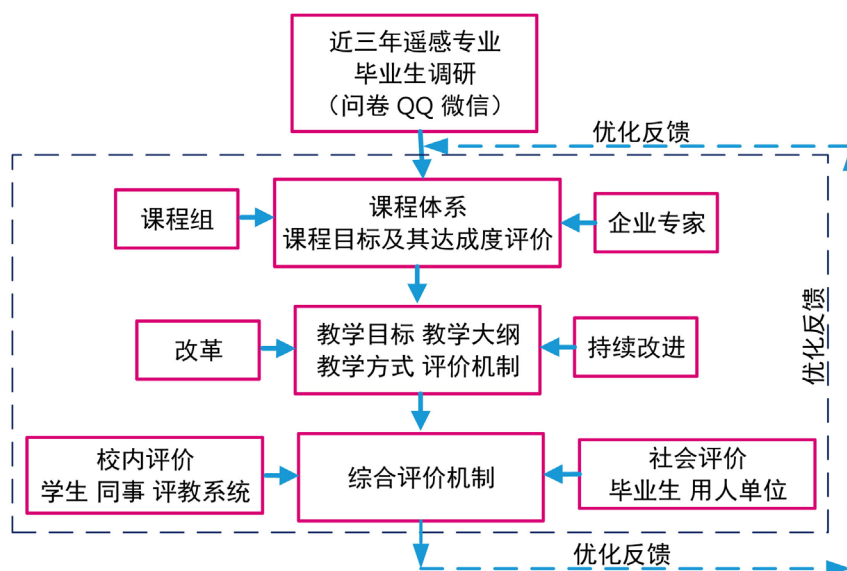 近三年遥感专业
毕业生调研
（问卷 QQ 微信）
优化反馈
课程组
课程体系
课程目标及其达成度评价
企业专家
优化反馈
改革
教学目标 教学大纲
教学方式 评价机制
持续改进
校内评价
学生 同事 评教系统
综合评价机制
社会评价
毕业生 用人单位
优化反馈